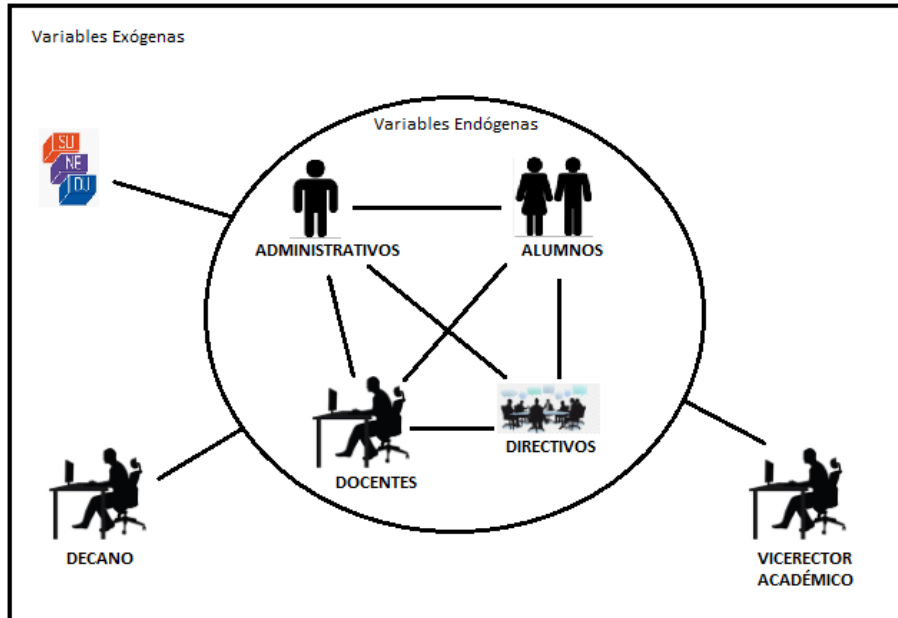 Variables Exógenas
Variables Endógenas
SU
NE
DU
ADMINISTRATIVOS
ALUMNOS
DOCENTES
DIRECTIVOS
DECANO
VICERECTOR
ACADÉMICO